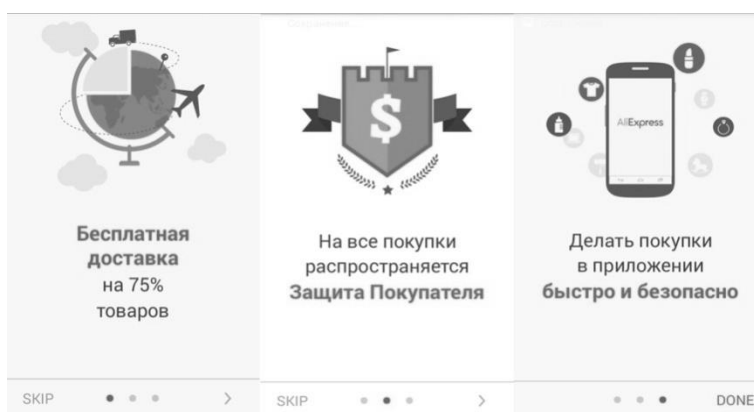 Бесплатная
доставка
на 75%
товаров
SKIP
$
На все покупки
распространяется
Защита Покупателя
SKIP
AliExpress
Делать покупки
в приложении
быстро и безопасно
DONE